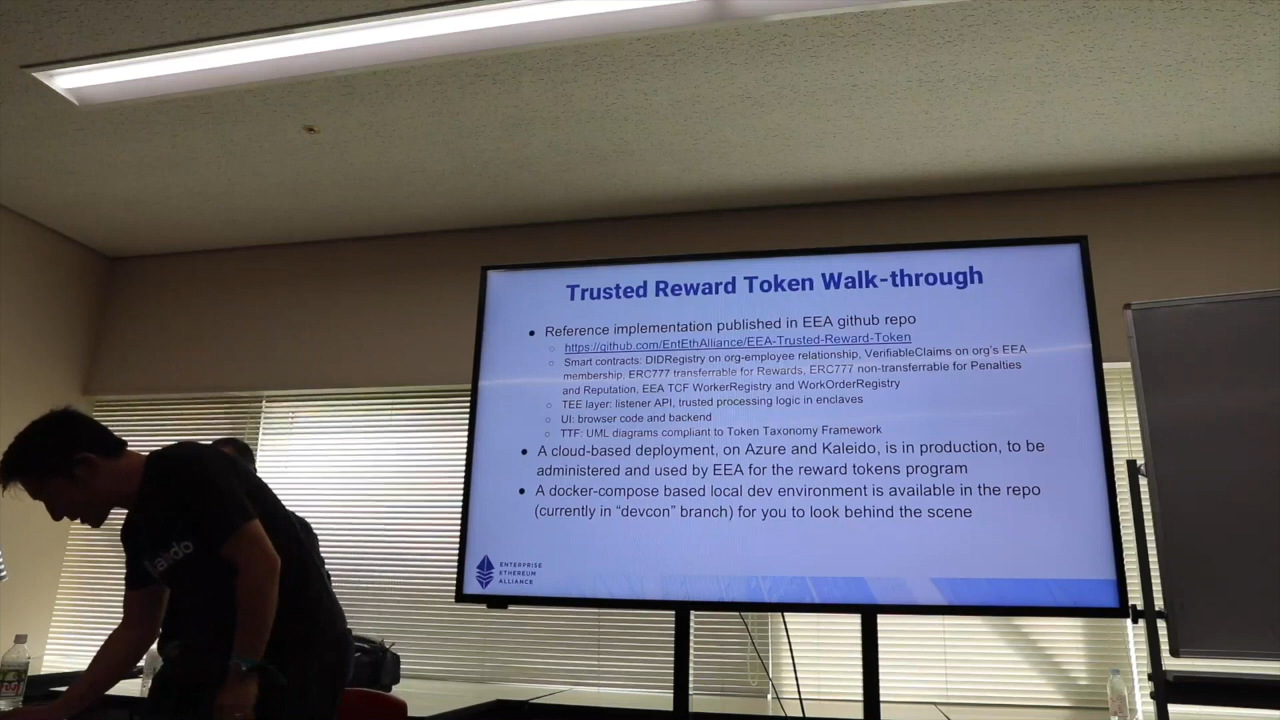 Trusted Reward Token Walk-through
● Reference implementation published in EEA github repo
○ https://github.com/EntEthAlliance/EEA-Trusted-Reward-Token
○ Smart contracts: DIDRegistry on org-employee relationship, VerifiableClaims on org's EEA
membership, ERC777 transferrable for Rewards, ERC777 non-transferrable for Penalties
and Reputation, EEA TCF WorkerRegistry and WorkOrderRegistry
○ TEE layer: listener API, trusted processing logic in enclaves
○ UI: browser code and backend
○ TTF: UML diagrams compliant to Token Taxonomy Framework
● A cloud-based deployment, on Azure and Kaleido, is in production, to be
administered and used by EEA for the reward tokens program
● A docker-compose based local dev environment is available in the repo
(currently in "devcon" branch) for you to look behind the scene
ENTERPRISE
ETHEREUM
ALLIANCE